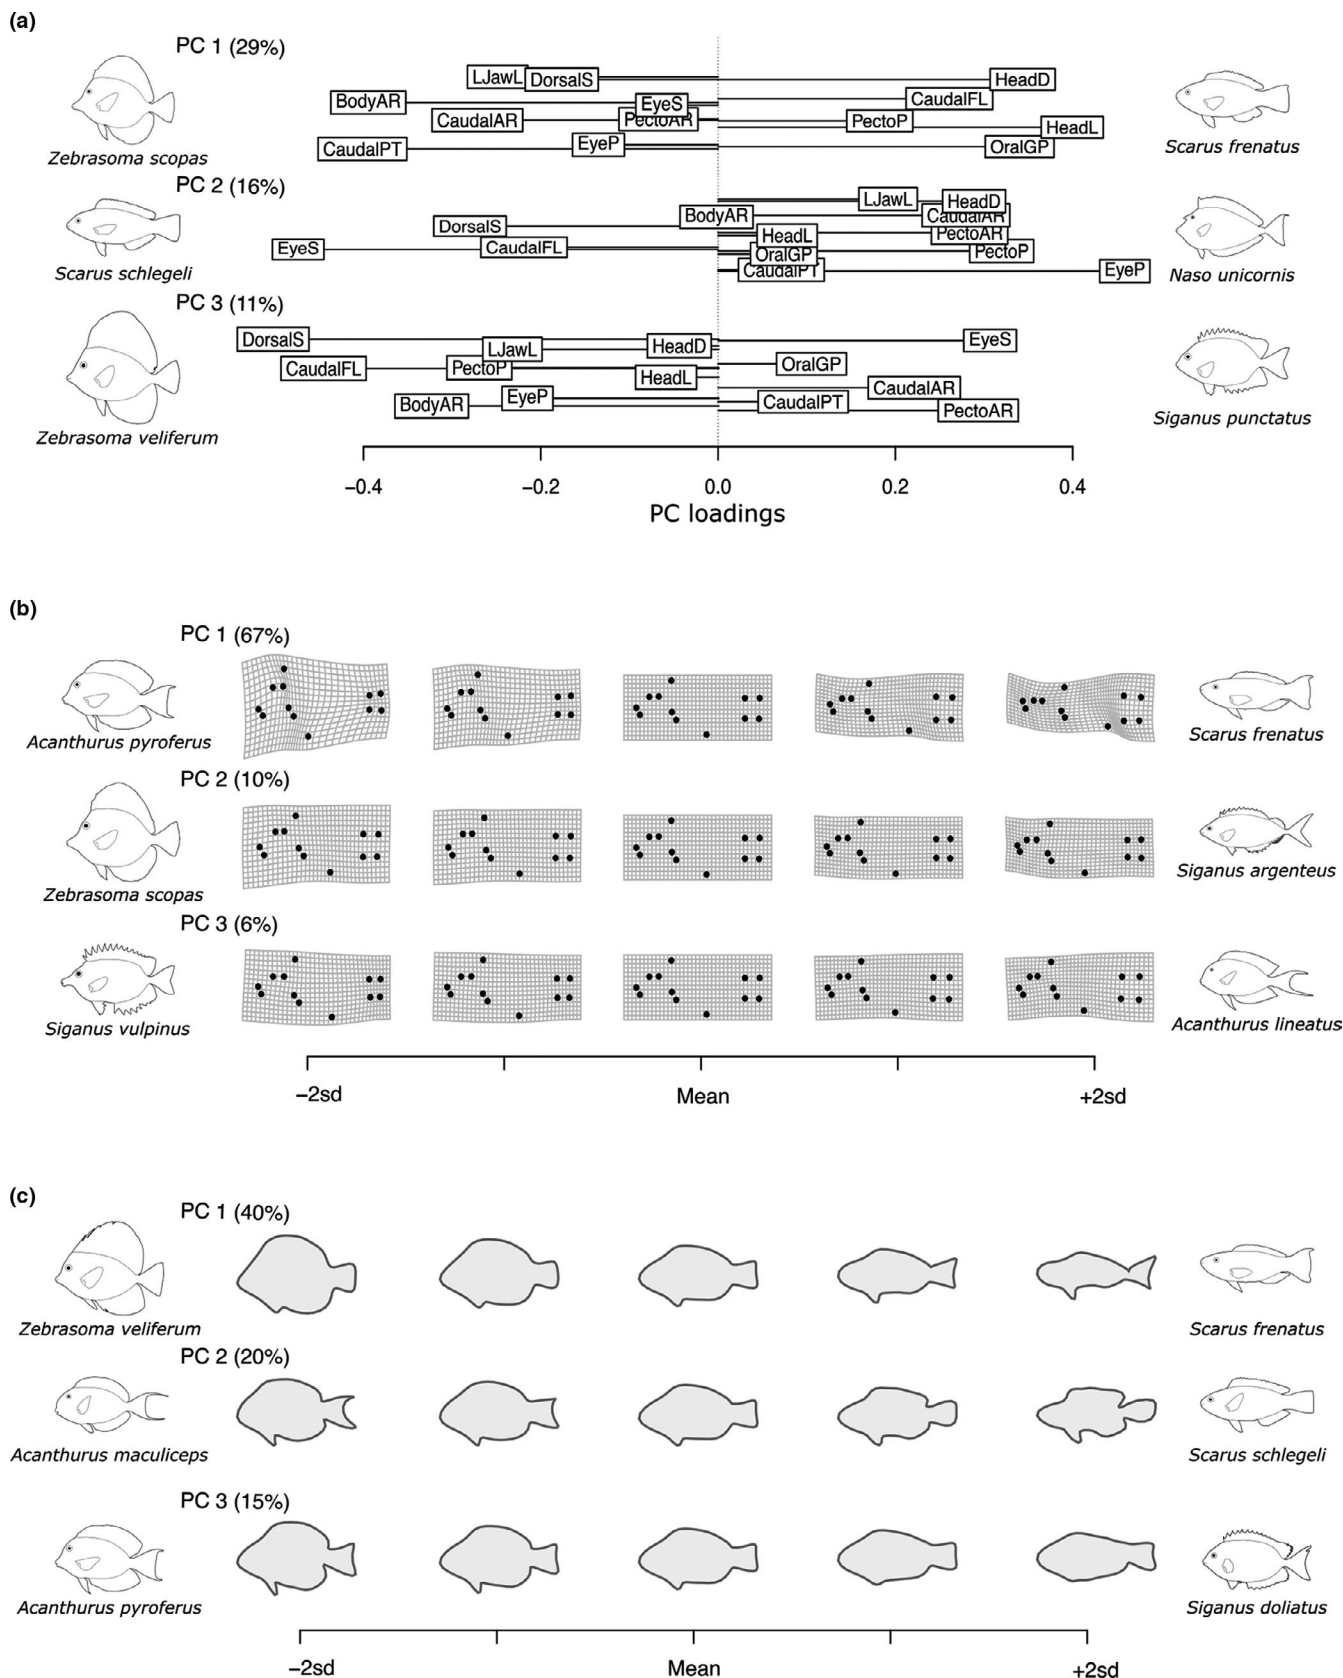 (a)
PC 1 (29%)
LJawL DorsalS HeadD
BodyAR EyeS CaudalFL
CaudalAR PectoAR PectoP HeadL
CaudalPT EyeP OralGP
Zebrasoma scopas Scarus frenatus
PC 2 (16%)
LJawL HeadD
BodyAR CaudalAR
DorsalS HeadL PectoAR
EyeS CaudalFL OralGP PectoP
CaudalPT EyeP
Scarus schlegeli Naso unicornis
PC 3 (11%)
DorsalS LJawL HeadD EyeS
CaudalFL PectoP HeadL OralGP
CaudalAR
BodyAR EyeP CaudalPT PectoAR
Zebrasoma veliferum Siganus punctatus
−0.4 −0.2 0.0 0.2 0.4
PC loadings
(b)
PC 1 (67%)
Acanthurus pyroferus Scarus frenatus
PC 2 (10%)
Zebrasoma scopas Siganus argenteus
PC 3 (6%)
Siganus vulpinus Acanthurus lineatus
−2sd Mean +2sd
(c)
PC 1 (40%)
Zebrasoma veliferum Scarus frenatus
PC 2 (20%)
Acanthurus maculiceps Scarus schlegeli
PC 3 (15%)
Acanthurus pyroferus Siganus doliatus
−2sd Mean +2sd